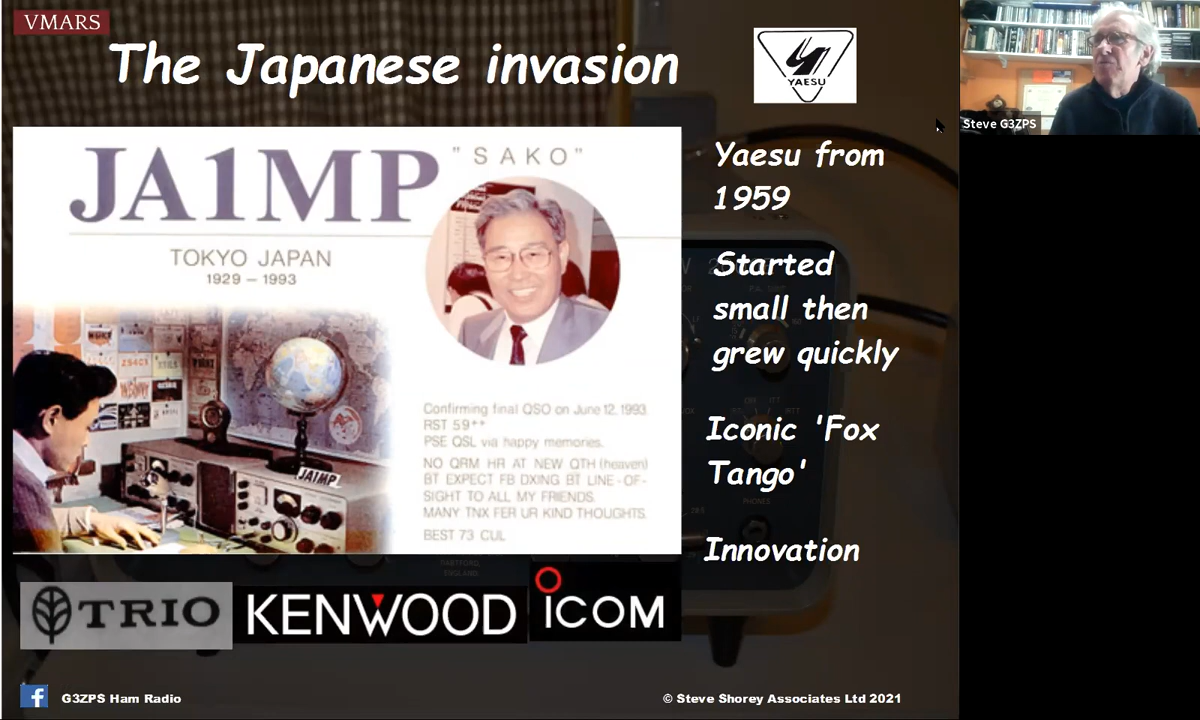 VMARS
The Japanese invasion
YAESU
Steve G3ZPS
JA1MP
"SAKO"
TOKYO JAPAN
1929 – 1993
JA1MP
Confirming final QSO on June 12, 1993.
RST 59++
PSE QSL via happy memories.
NO QRM HR AT NEW QTH (heaven)
BT EXPECT FB DXING BT LINE-OF-
SIGHT TO ALL MY FRIENDS.
MANY TNX FER UR KIND THOUGHTS.
BEST 73 CUL
Yaesu from
1959
Started
small then
grew quickly
Iconic 'Fox
Tango'
Innovation
TRIO
KENWOOD
ICOM
G3ZPS Ham Radio
© Steve Shorey Associates Ltd 2021